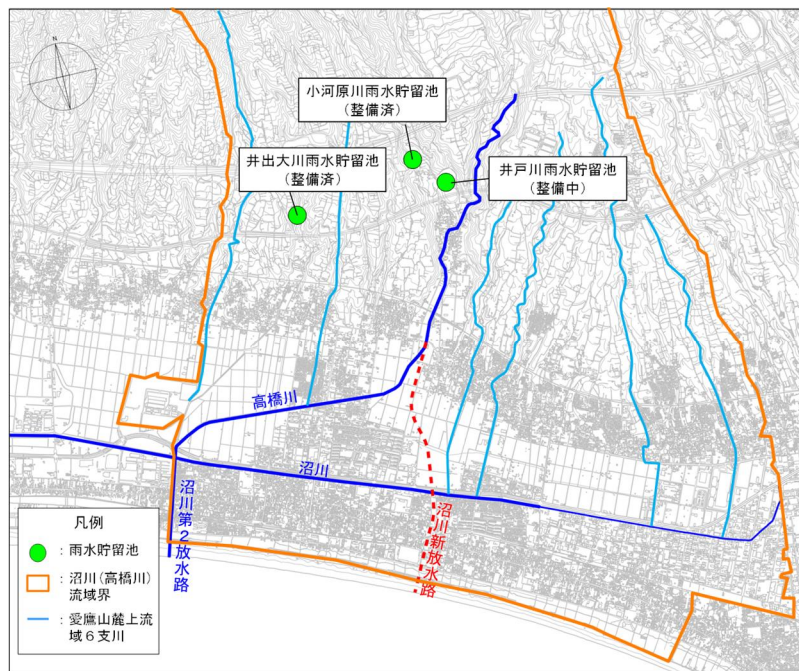 N
小河原川雨水貯留池
(整備済)
井出大川雨水貯留池
(整備済)
井戸川雨水貯留池
(整備中)
高橋川
沼川
沼川第2放水路
沼川新放水路
凡例
：雨水貯留池
：沼川(高橋川)
流域界
：愛鷹山麓上流
域6支川